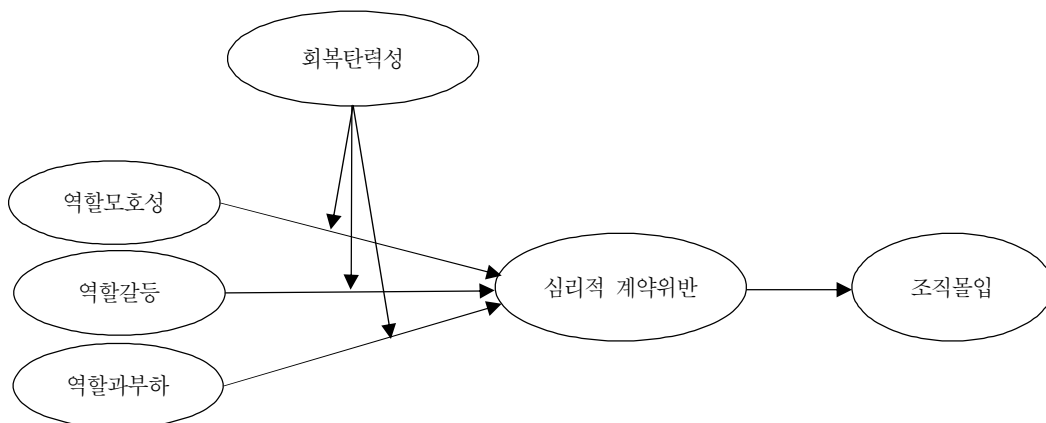 회복탄력성
역할모호성
역할갈등
심리적 계약위반
조직몰입
역할과부하